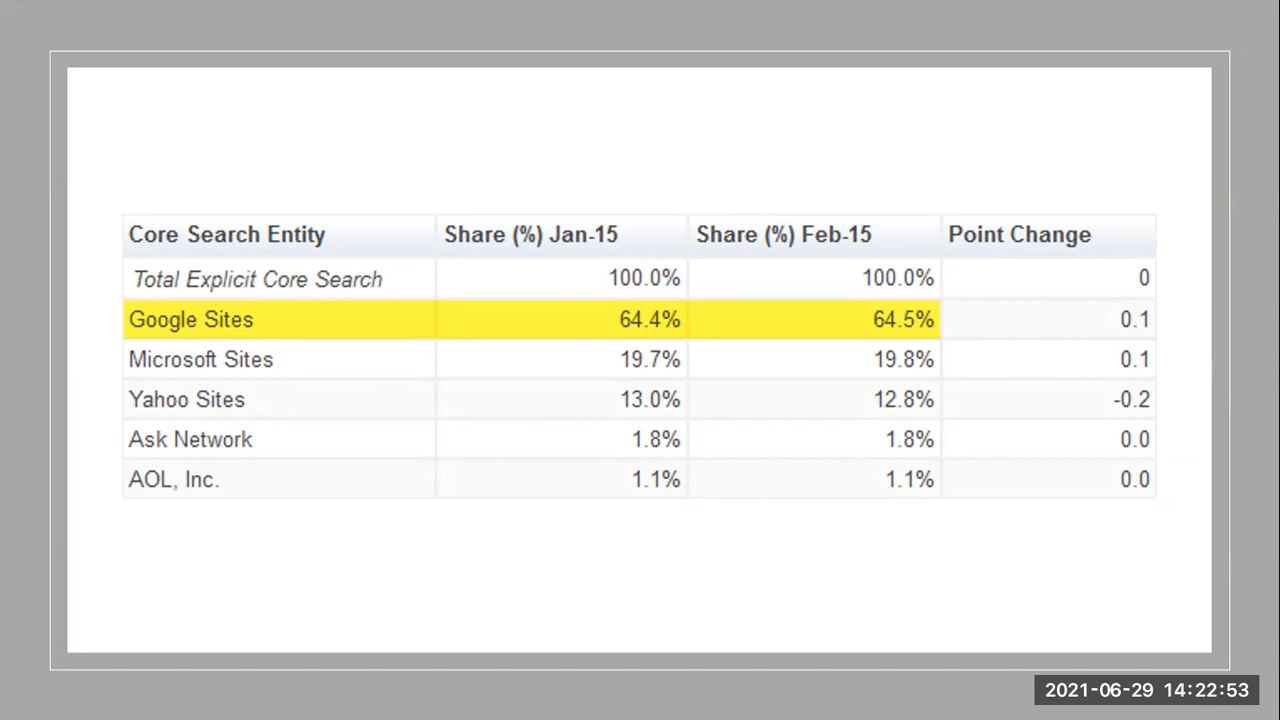 Core Search Entity Share (%) Jan-15 Share (%) Feb-15 Point Change
Total Explicit Core Search 100.0% 100.0% 0
Google Sites 64.4% 64.5% 0.1
Microsoft Sites 19.7% 19.8% 0.1
Yahoo Sites 13.0% 12.8% -0.2
Ask Network 1.8% 1.8% 0.0
AOL, Inc. 1.1% 1.1% 0.0
2021-06-29 14:22:53